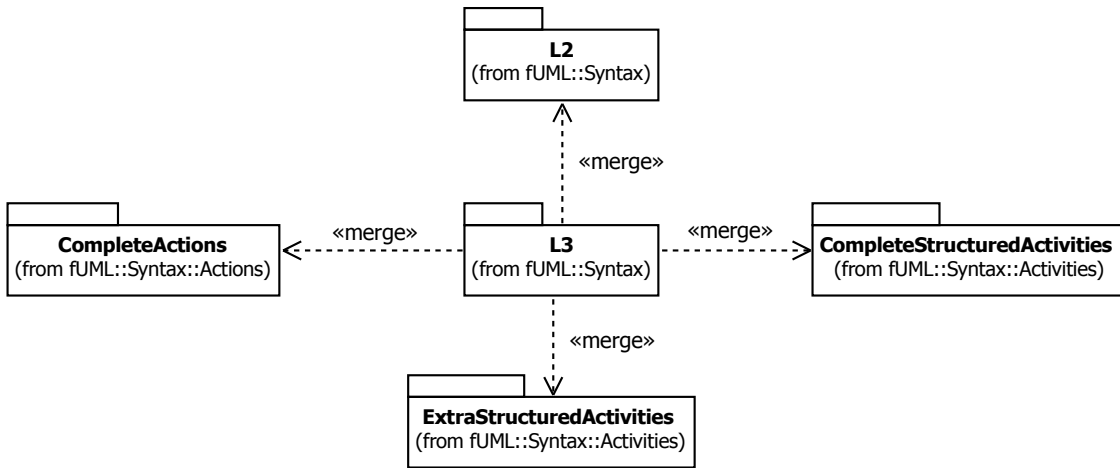 L2
(from fUML::Syntax)
«merge»
CompleteActions
(from fUML::Syntax::Actions)
«merge»
L3
(from fUML::Syntax)
«merge»
CompleteStructuredActivities
(from fUML::Syntax::Activities)
«merge»
ExtraStructuredActivities
(from fUML::Syntax::Activities)